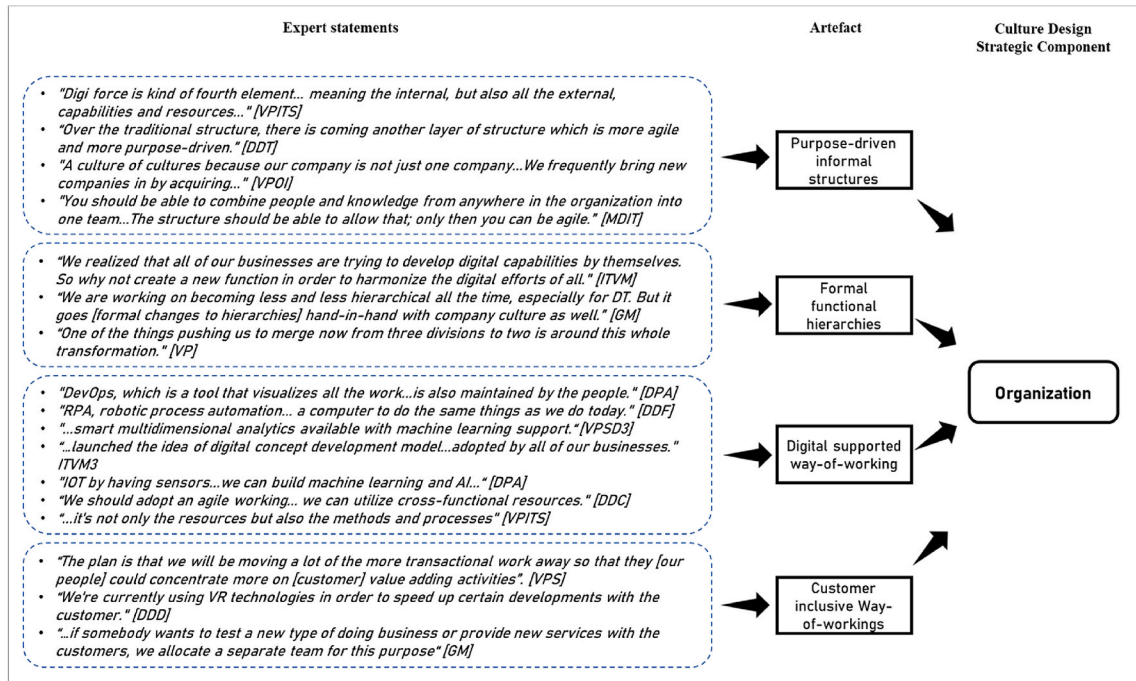 Expert statements
Artefact
Culture Design
Strategic Component
• "Digi force is kind of fourth element... meaning the internal, but also all the external,
capabilities and resources..." [VPITS]
• “Over the traditional structure, there is coming another layer of structure which is more agile
and more purpose-driven.” [DDT]
• "A culture of cultures because our company is not just one company...We frequently bring new
companies in by acquiring..." [VPOI]
• "You should be able to combine people and knowledge from anywhere in the organization into
one team...The structure should be able to allow that; only then you can be agile.” [MDIT]
Purpose-driven
informal
structures
• “We realized that all of our businesses are trying to develop digital capabilities by themselves.
So why not create a new function in order to harmonize the digital efforts of all.” [ITVM]
• “We are working on becoming less and less hierarchical all the time, especially for DT. But it
goes [formal changes to hierarchies] hand-in-hand with company culture as well.” [GM]
• “One of the things pushing us to merge now from three divisions to two is around this whole
transformation.” [VP]
Formal
functional
hierarchies
• "DevOps, which is a tool that visualizes all the work...is also maintained by the people.“ [DPA]
• "RPA, robotic process automation... a computer to do the same things as we do today.” [DDF]
• "...smart multidimensional analytics available with machine learning support.“[VPSD3]
• “...launched the idea of digital concept development model...adopted by all of our businesses."
ITVM3
• "IOT by having sensors...we can build machine learning and AI...“ [DPA]
• “We should adopt an agile working... we can utilize cross-functional resources.” [DDC]
• “...it's not only the resources but also the methods and processes” [VPITS]
Digital supported
way-of-working
• “The plan is that we will be moving a lot of the more transactional work away so that they [our
people] could concentrate more on [customer] value adding activities”. [VPS]
• “We're currently using VR technologies in order to speed up certain developments with the
customer.” [DDD]
• “...if somebody wants to test a new type of doing business or provide new services with the
customers, we allocate a separate team for this purpose“ [GM]
Customer
inclusive Way-
of-workings
Organization